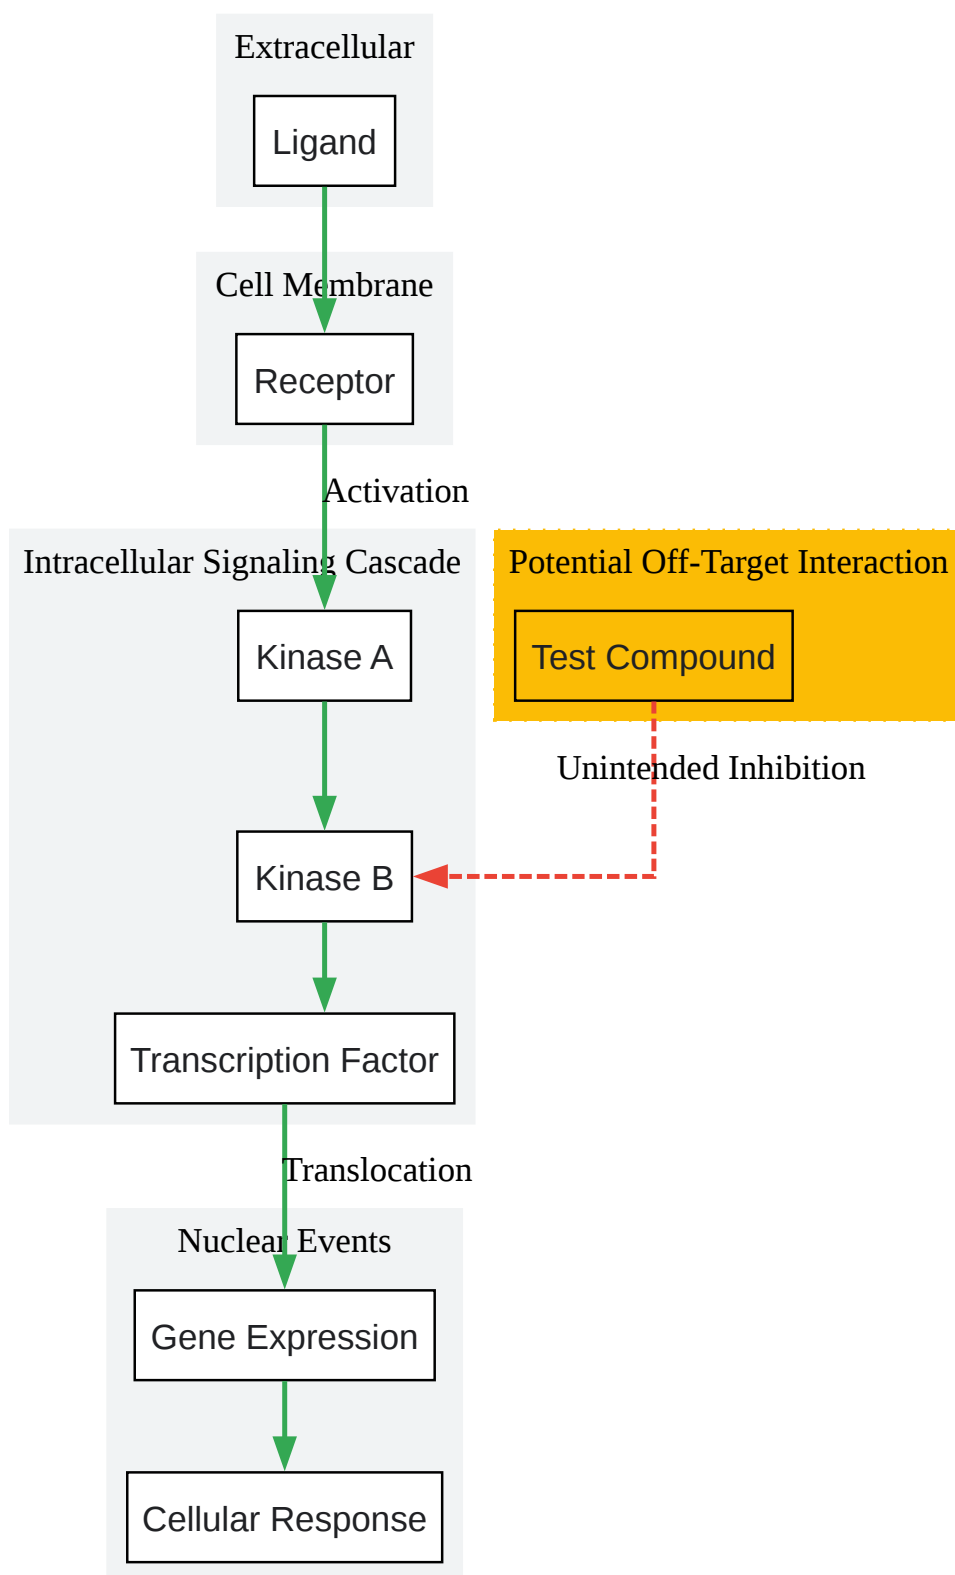 Extracellular
Ligand
Cell Membrane
Receptor
Activation
Intracellular Signaling Cascade
Potential Off-Target Interaction
Kinase A
Test Compound
Unintended Inhibition
Kinase B
Transcription Factor
Translocation
Nuclear Events
Gene Expression
Cellular Response